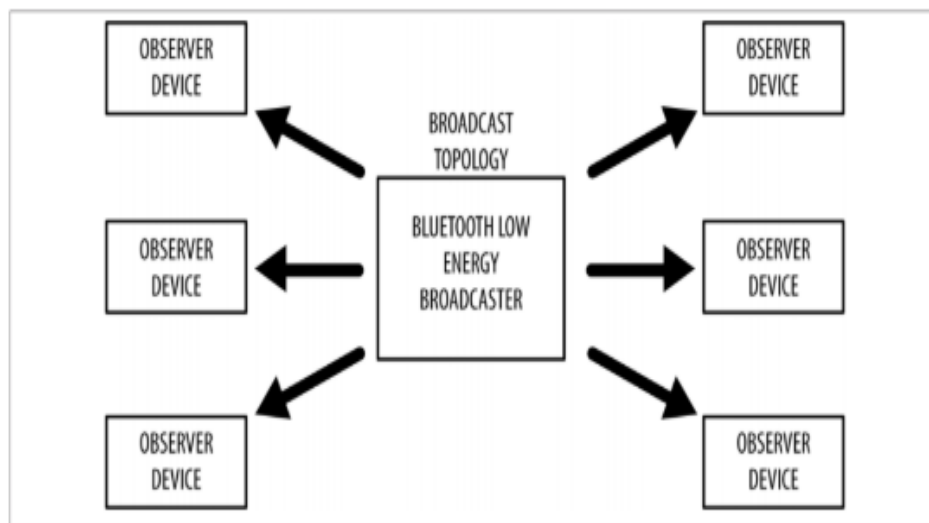 OBSERVER
DEVICE
OBSERVER
DEVICE
BROADCAST
TOPOLOGY
BLUETOOTH LOW
ENERGY
BROADCASTER
OBSERVER
DEVICE
OBSERVER
DEVICE
OBSERVER
DEVICE
OBSERVER
DEVICE